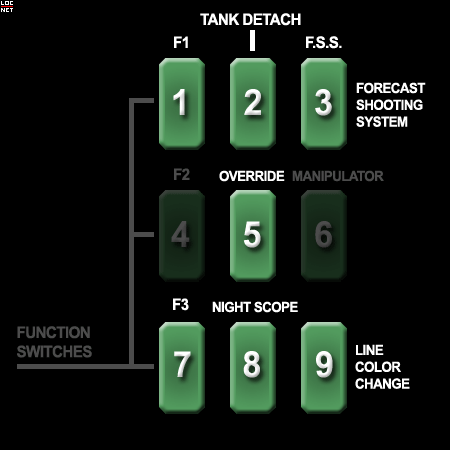 LOC
NET
TANK DETACH
F1 F.S.S.
1 2 3
FORECAST
SHOOTING
SYSTEM
F2 OVERRIDE MANIPULATOR
4 5 6
F3 NIGHT SCOPE
FUNCTION
SWITCHES
7 8 9
LINE
COLOR
CHANGE